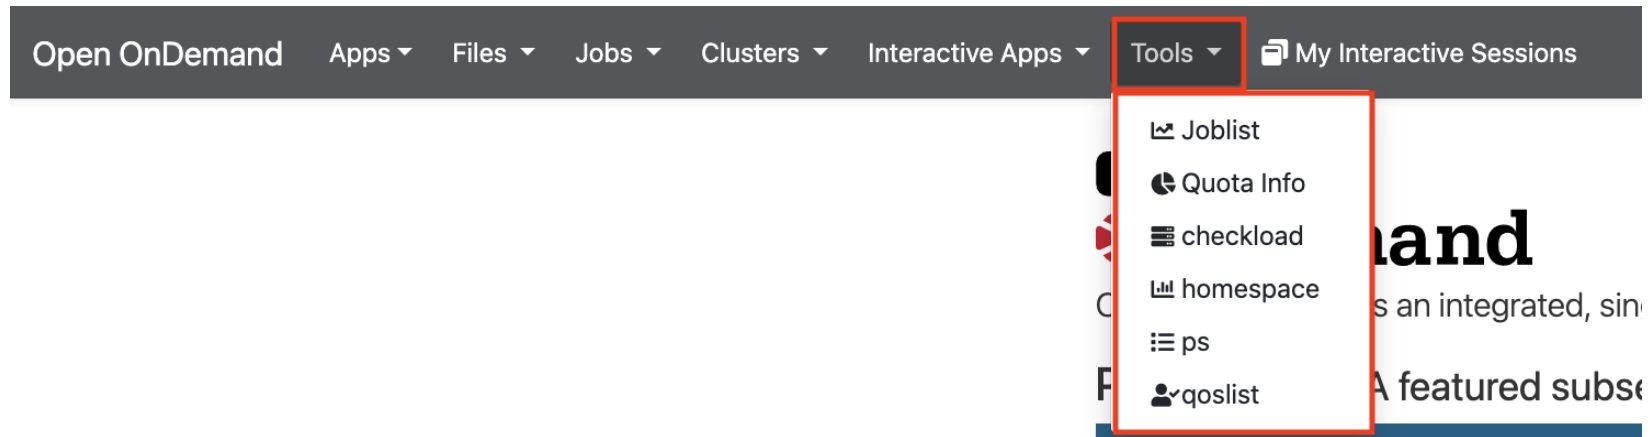 Open OnDemand Apps Files Jobs Clusters Interactive Apps Tools My Interactive Sessions
Joblist
Quota Info
checkload
homespace
ps
qoslist
and
s an integrated, sin
A featured subse